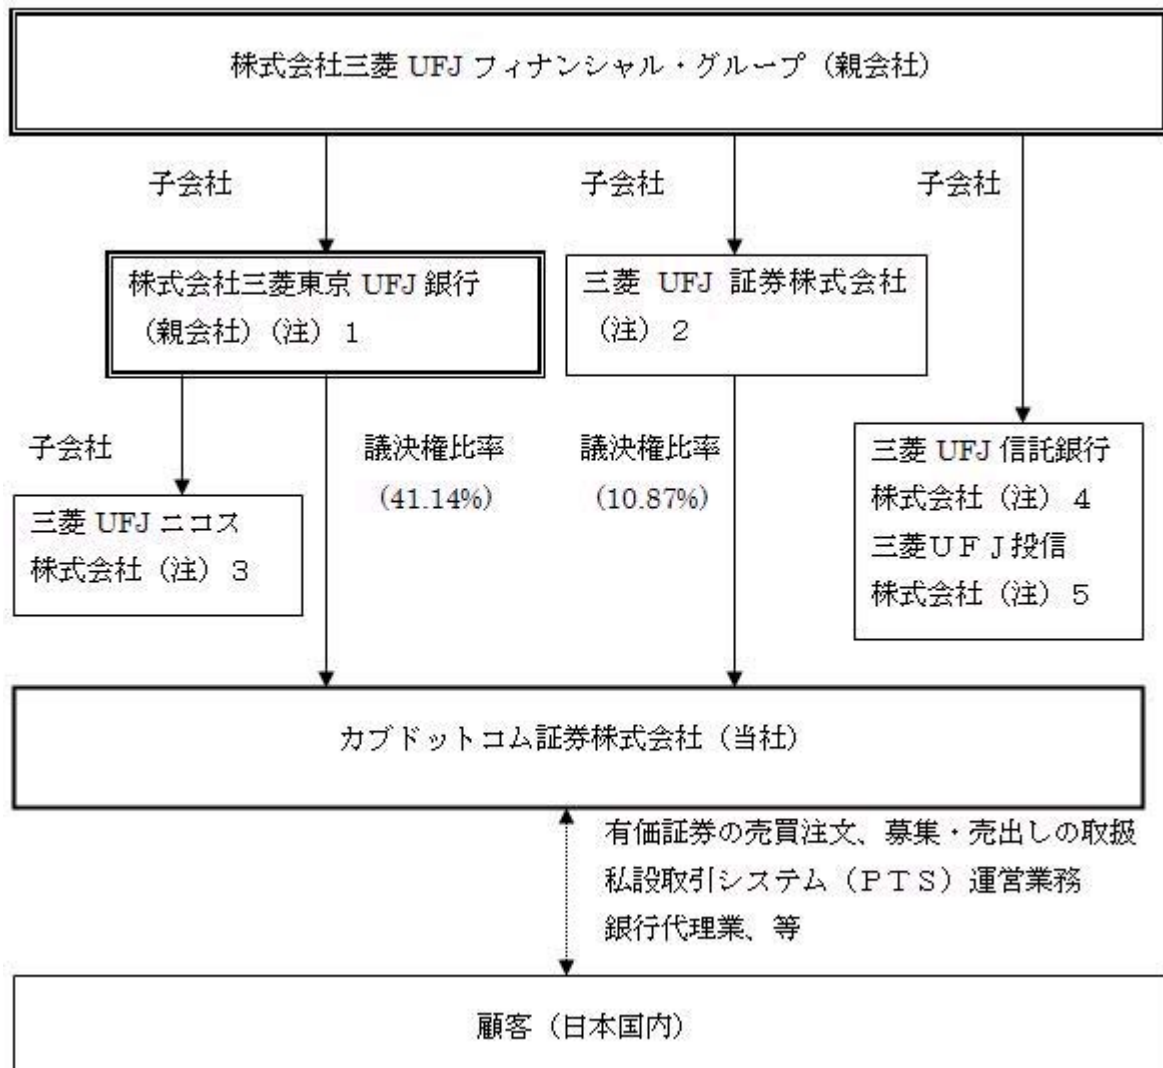 株式会社三菱 UFJ フィナンシャル・グループ（親会社）
子会社
子会社
子会社
株式会社三菱東京 UFJ 銀行
（親会社）（注）1
三菱 UFJ 証券株式会社
（注）2
子会社
議決権比率
(41.14%)
議決権比率
(10.87%)
三菱 UFJ 信託銀行
株式会社（注）4
三菱ＵＦＪ投信
株式会社（注）5
三菱 UFJ ニコス
株式会社（注）3
カブドットコム証券株式会社（当社）
有価証券の売買注文、募集・売出しの取扱
私設取引システム（ＰＴＳ）運営業務
銀行代理業、等
顧客（日本国内）